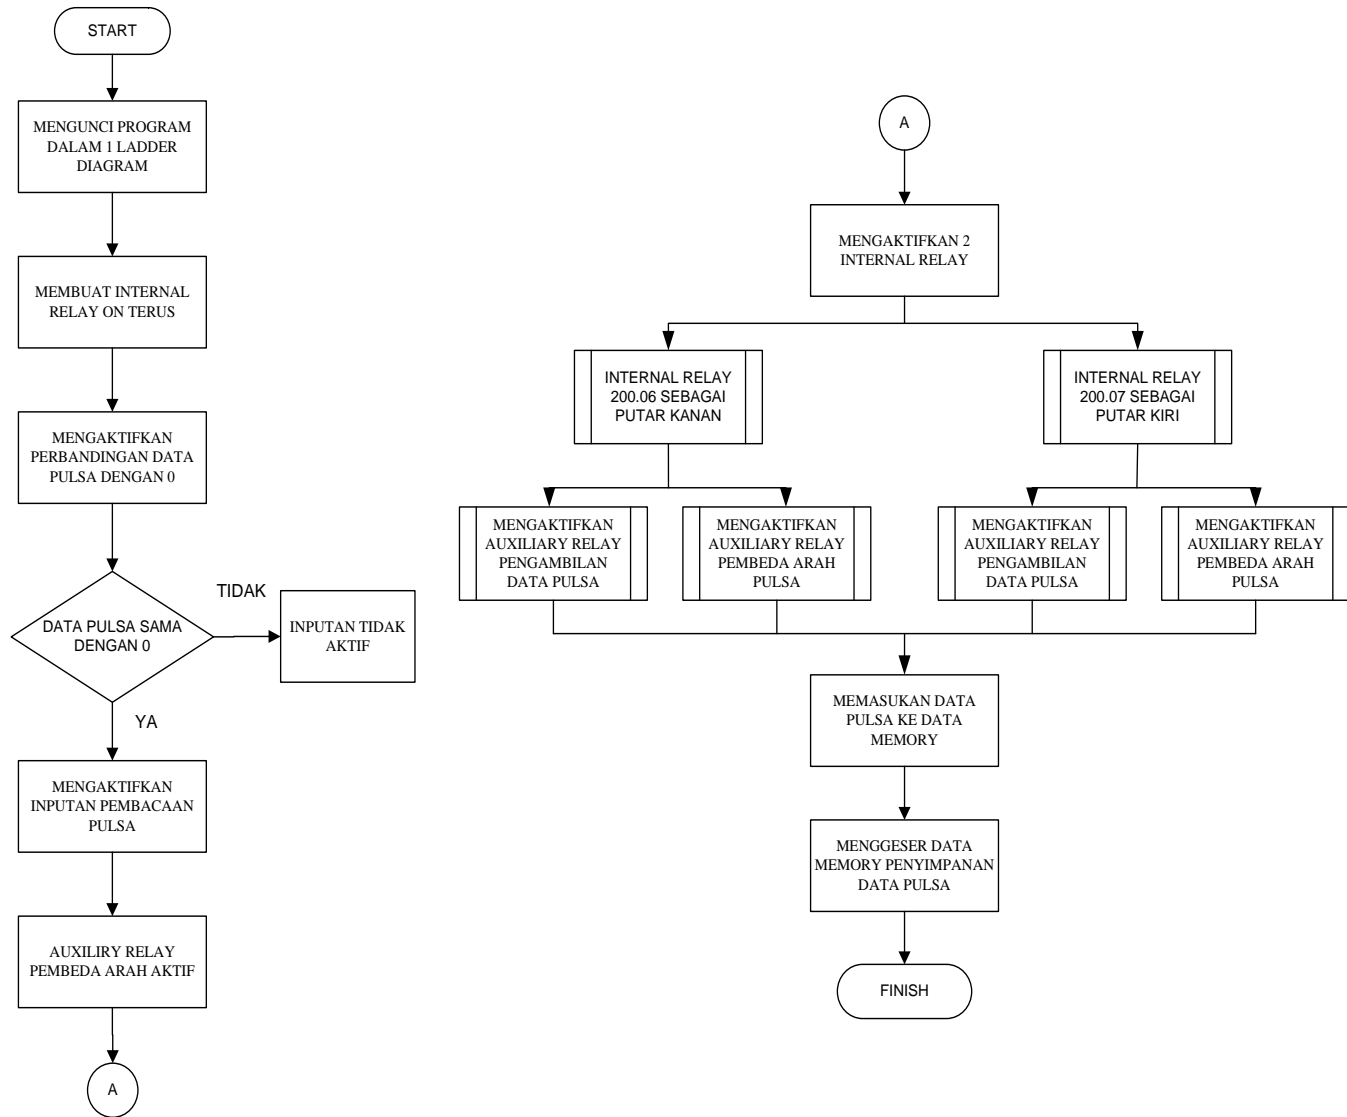 START
MENGUNCI PROGRAM
DALAM 1 LADDER
DIAGRAM
MEMBUAT INTERNAL
RELAY ON TERUS
MENGAKTIFKAN
PERBANDINGAN DATA
PULSA DENGAN 0
DATA PULSA SAMA
DENGAN 0
TIDAK
INPUTAN TIDAK
AKTIF
YA
MENGAKTIFKAN
INPUTAN PEMBACAAN
PULSA
AUXILIRY RELAY
PEMBEDA ARAH AKTIF
A
A
MENGAKTIFKAN 2
INTERNAL RELAY
INTERNAL RELAY
200.06 SEBAGAI
PUTAR KANAN
INTERNAL RELAY
200.07 SEBAGAI
PUTAR KIRI
MENGAKTIFKAN
AUXILIARY RELAY
PENGAMBILAN
DATA PULSA
MENGAKTIFKAN
AUXILIARY RELAY
PEMBEDA ARAH
PULSA
MENGAKTIFKAN
AUXILIARY RELAY
PENGAMBILAN
DATA PULSA
MENGAKTIFKAN
AUXILIARY RELAY
PEMBEDA ARAH
PULSA
MEMASUKAN DATA
PULSA KE DATA
MEMORY
MENGGESER DATA
MEMORY PENYIMPANAN
DATA PULSA
FINISH